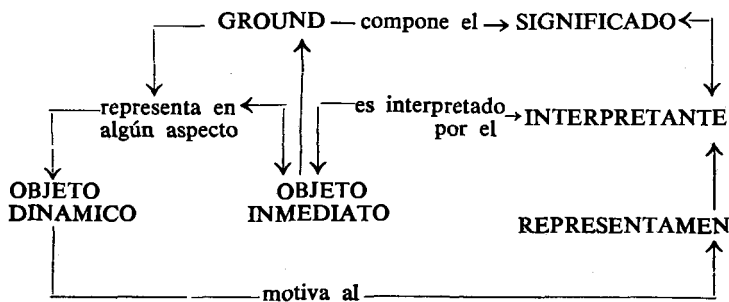 GROUND — compone el → SIGNIFICADO
representa en
algún aspecto
es interpretado
por el
INTERPRETANTE
OBJETO
DINAMICO
OBJETO
INMEDIATO
REPRESENTAMEN
motiva al